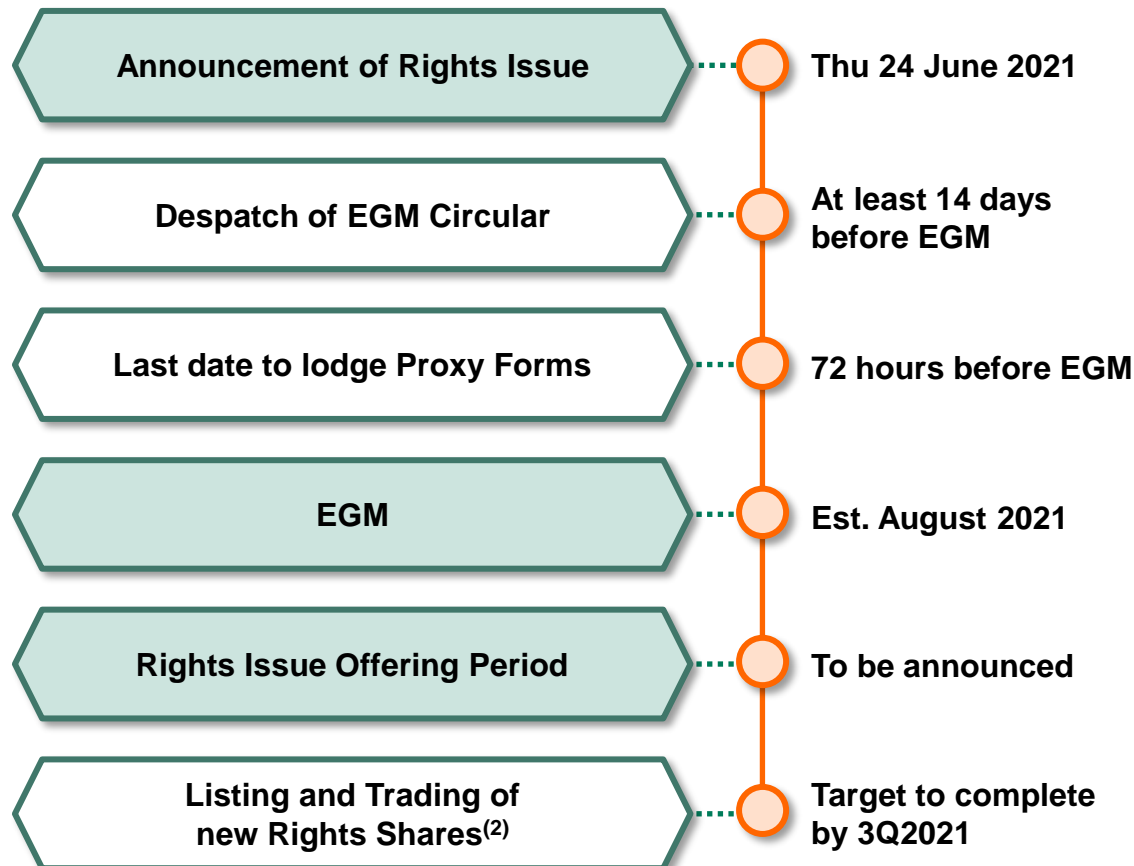 Announcement of Rights Issue
Thu 24 June 2021
Despatch of EGM Circular
At least 14 days
before EGM
Last date to lodge Proxy Forms
72 hours before EGM
EGM
Est. August 2021
Rights Issue Offering Period
To be announced
Listing and Trading of
new Rights Shares(2)
Target to complete
by 3Q2021